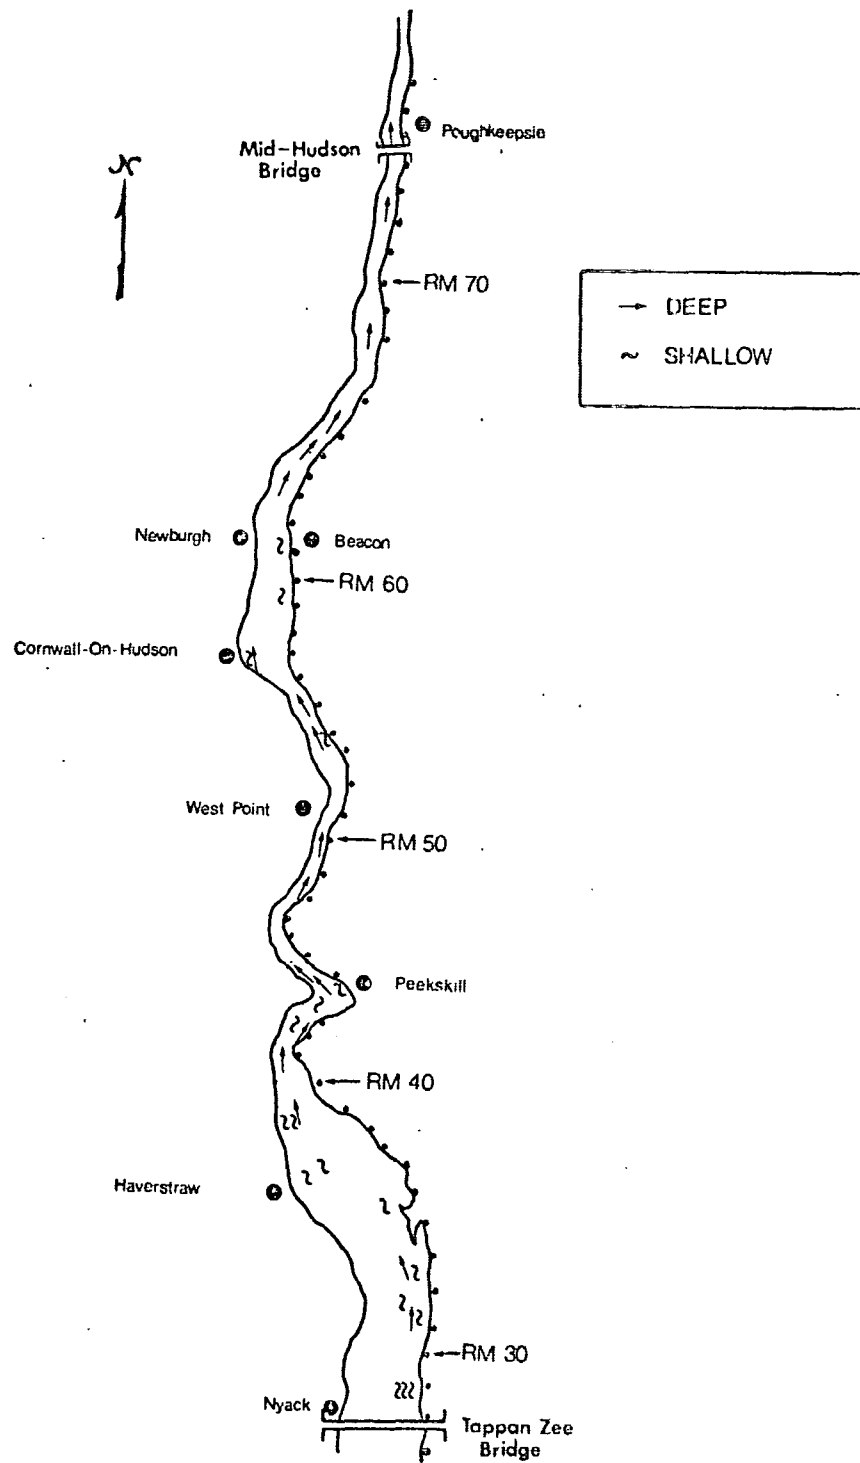 Poughkeepsie
Mid-Hudson
Bridge
N
RM 70
→ DEEP
~ SHALLOW
Newburgh
Beacon
RM 60
Cornwall-On-Hudson
West Point
RM 50
Peekskill
RM 40
Haverstraw
RM 30
Nyack
Tappan Zee
Bridge